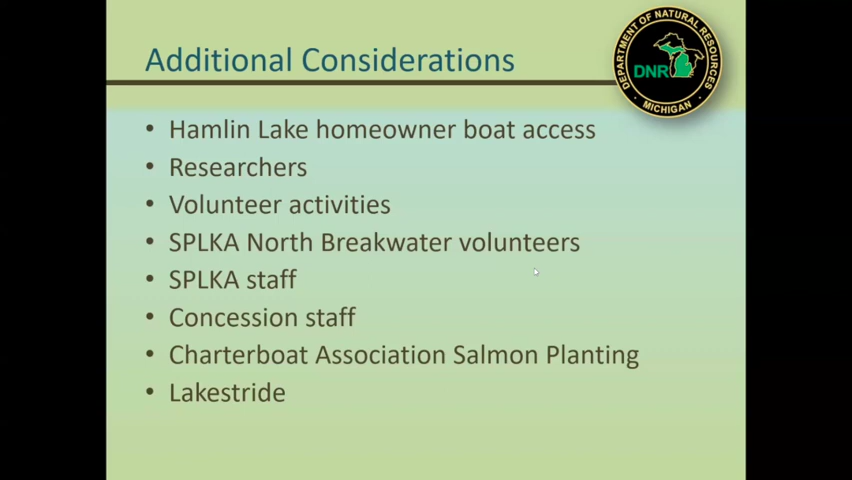 Additional Considerations
DEPARTMENT OF NATURAL RESOURCES
DNR
MICHIGAN
• Hamlin Lake homeowner boat access
• Researchers
• Volunteer activities
• SPLKA North Breakwater volunteers
• SPLKA staff
• Concession staff
• Charterboat Association Salmon Planting
• Lakestride